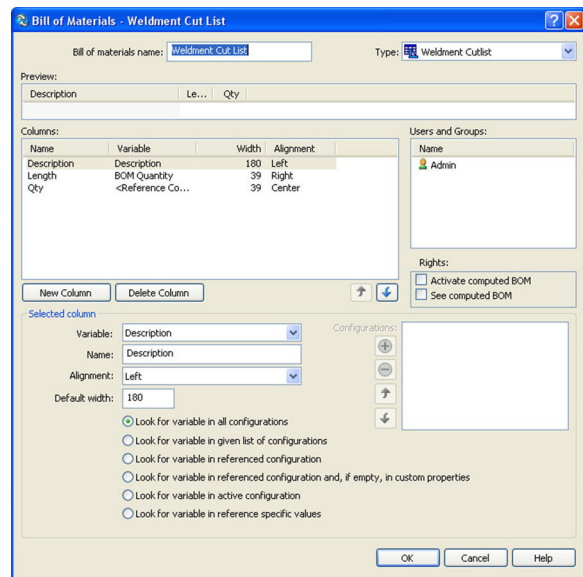 Bill of Materials - Weldment Cut List
Bill of materials name: Weldment Cut List Type: Weldment Cutlist
Preview:
Description Le... Qty
Columns: Users and Groups:
Name Variable Width Alignment Name
Description Description 180 Left Admin
Length BOM Quantity 39 Right
Qty <Reference Co... 39 Center
Rights:
Activate computed BOM
See computed BOM
New Column Delete Column
Selected column
Variable: Description Configurations:
Name: Description
Alignment: Left
Default width: 180
Look for variable in all configurations
Look for variable in given list of configurations
Look for variable in referenced configuration
Look for variable in referenced configuration and, if empty, in custom properties
Look for variable in active configuration
Look for variable in reference specific values
OK Cancel Help